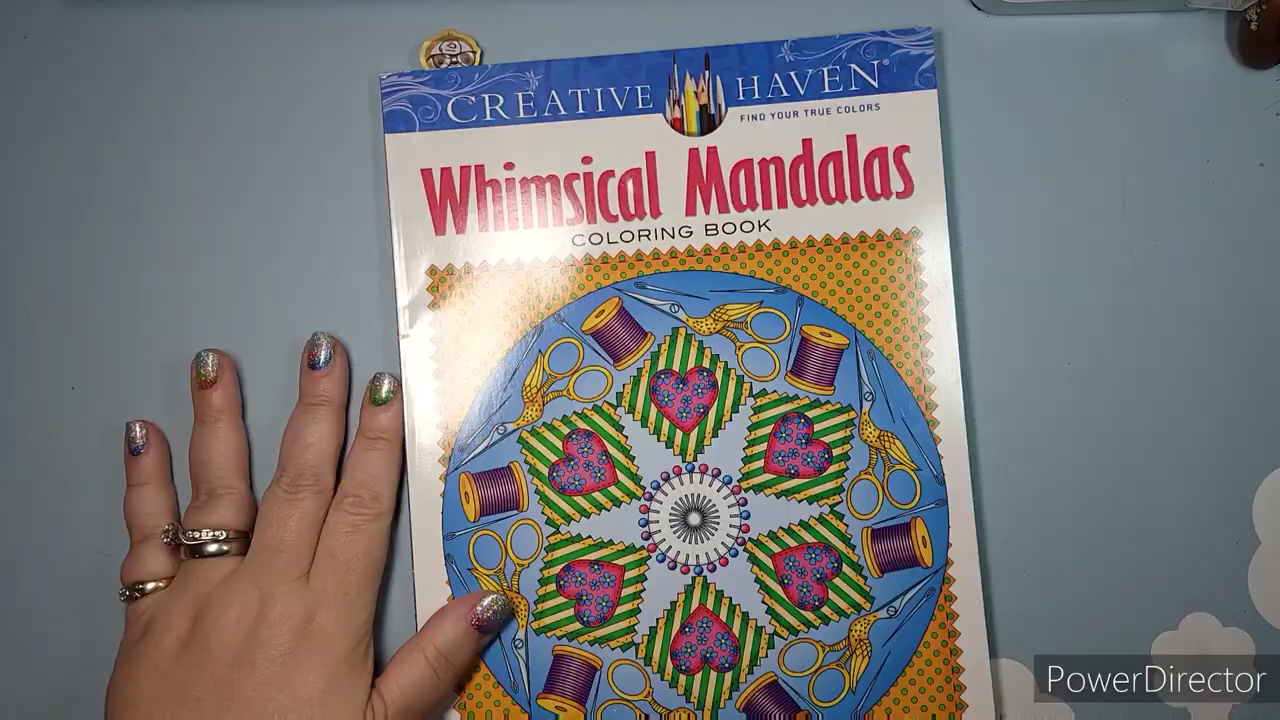 CREATIVE HAVEN®
FIND YOUR TRUE COLORS
Whimsical Mandalas
COLORING BOOK
PowerDirector